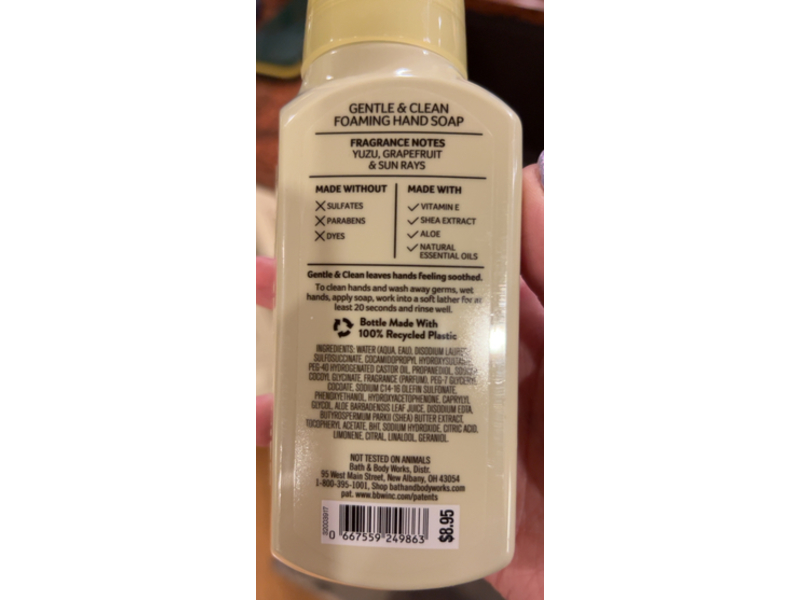 GENTLE & CLEAN
FOAMING HAND SOAP
FRAGRANCE NOTES
YUZU, GRAPEFRUIT
& SUN RAYS
MADE WITHOUT
SULFATES
PARABENS
DYES
MADE WITH
VITAMIN E
SHEA EXTRACT
ALOE
NATURAL
ESSENTIAL OILS
Gentle & Clean leaves hands feeling soothed.
To clean hands and wash away germs, wet
hands, apply soap, work into a soft lather for at
least 20 seconds and rinse well.
Bottle Made With
100% Recycled Plastic
INGREDIENTS: WATER (AQUA, EAU), DISODIUM
SULFOSUCCINATE, COCAMIDOPROPYL
PEG-40 HYDROGENATED CASTOR OIL, PROPANEDIOL,
COCOYL GLYCINATE, FRAGRANCE (PARFUM), PEG-7 GLYCERYL
COCOATE, SODIUM C14-16 OLEFIN SULFONATE,
PHENOXYETHANOL, HYDROXYACETOPHENONE, CAPRYLYL
GLYCOL, ALOE BARBADENSIS LEAF JUICE, DISODIUM EDTA,
BUTYROSPERMUM PARKII (SHEA) BUTTER EXTRACT,
TOCOPHERYL ACETATE, BHT, SODIUM HYDROXIDE, CITRIC ACID,
LIMONENE, CITRAL, LINALOOL, GERANIOL.
NOT TESTED ON ANIMALS
Bath & Body Works, Distr.
95 West Main Street, New Albany, OH 43054
1-800-395-1001, Shop bathandbodyworks.com
pat. www.bbwinc.com/patents
0 667559 249863
$8.95